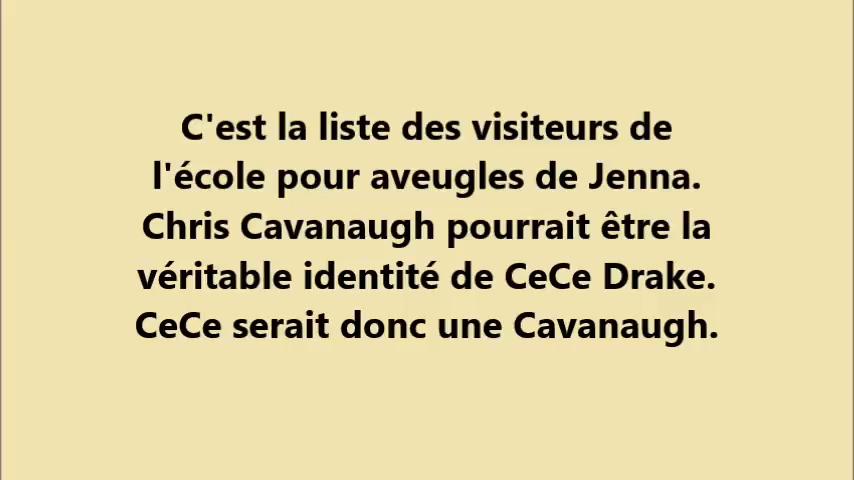 C'est la liste des visiteurs de
l'école pour aveugles de Jenna.
Chris Cavanaugh pourrait être la
véritable identité de CeCe Drake.
CeCe serait donc une Cavanaugh.